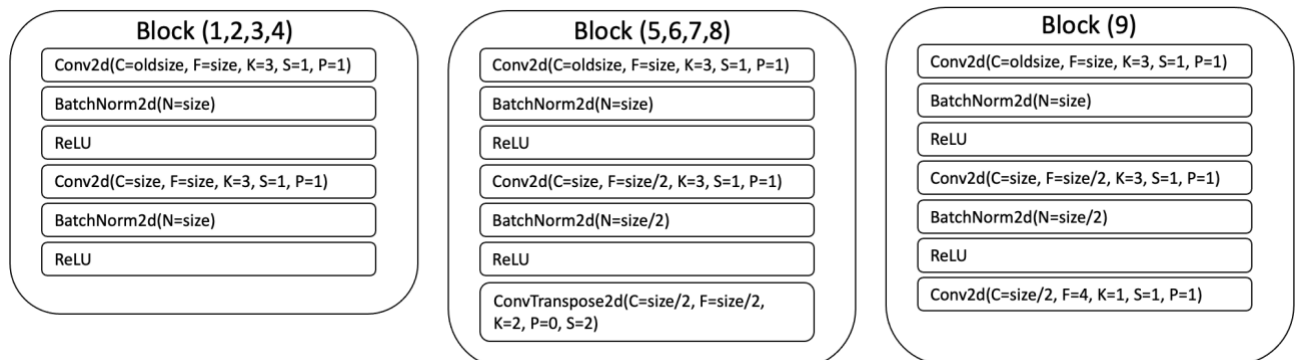 Block (1,2,3,4)
Conv2d(C=oldsize, F=size, K=3, S=1, P=1)
BatchNorm2d(N=size)
ReLU
Conv2d(C=size, F=size, K=3, S=1, P=1)
BatchNorm2d(N=size)
ReLU
Block (5,6,7,8)
Conv2d(C=oldsize, F=size, K=3, S=1, P=1)
BatchNorm2d(N=size)
ReLU
Conv2d(C=size, F=size/2, K=3, S=1, P=1)
BatchNorm2d(N=size/2)
ReLU
ConvTranspose2d(C=size/2, F=size/2,
K=2, P=0, S=2)
Block (9)
Conv2d(C=oldsize, F=size, K=3, S=1, P=1)
BatchNorm2d(N=size)
ReLU
Conv2d(C=size, F=size/2, K=3, S=1, P=1)
BatchNorm2d(N=size/2)
ReLU
Conv2d(C=size/2, F=4, K=1, S=1, P=1)